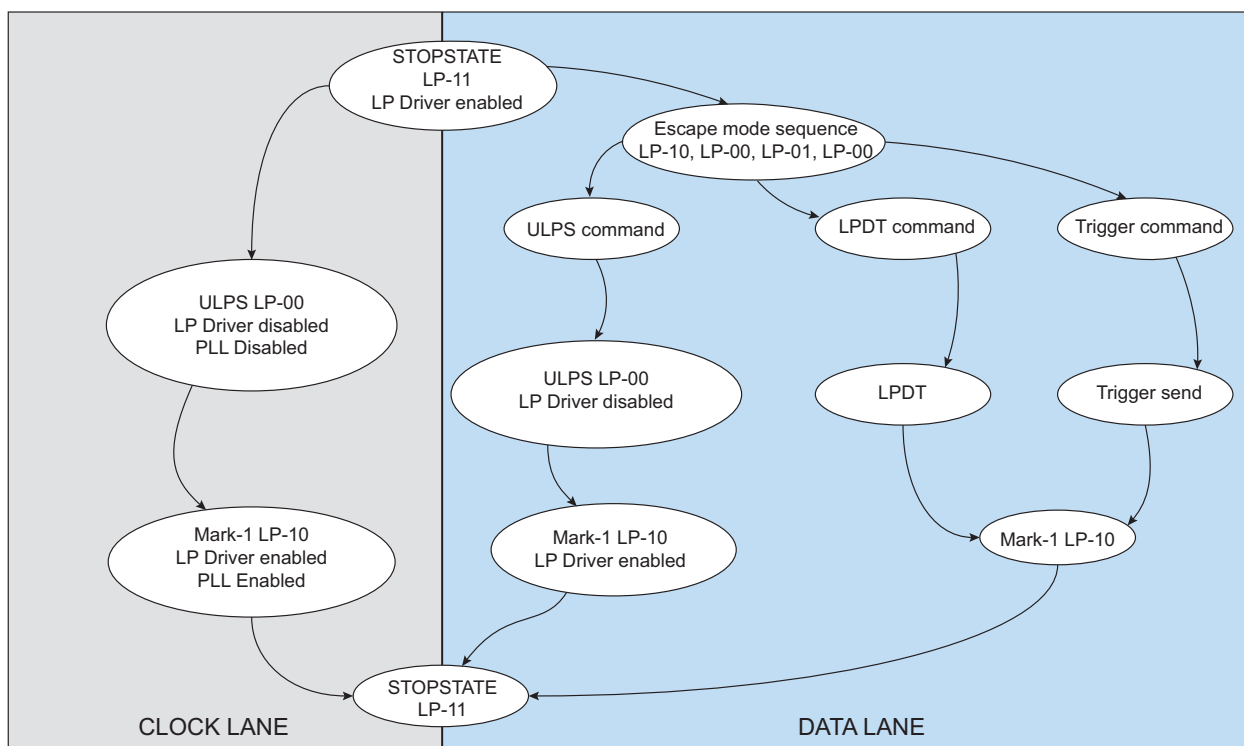 STOPSTATE
LP-11
LP Driver enabled
Escape mode sequence
LP-10, LP-00, LP-01, LP-00
ULPS command
LPDT command
Trigger command
ULPS LP-00
LP Driver disabled
PLL Disabled
ULPS LP-00
LP Driver disabled
LPDT
Trigger send
Mark-1 LP-10
LP Driver enabled
PLL Enabled
Mark-1 LP-10
LP Driver enabled
Mark-1 LP-10
STOPSTATE
LP-11
CLOCK LANE
DATA LANE